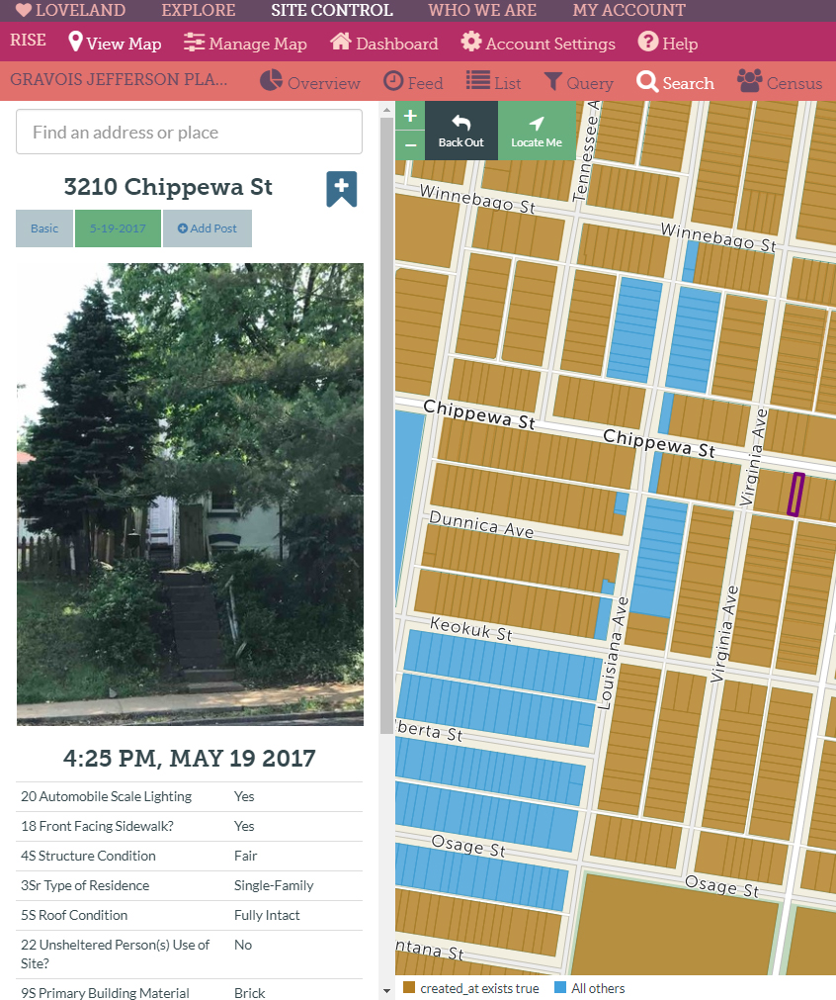 LOVELAND EXPLORE SITE CONTROL WHO WE ARE MY ACCOUNT
RISE View Map Manage Map Dashboard Account Settings Help
GRAVOIS JEFFERSON PLA... Overview Feed List Query Search Census
Find an address or place
3210 Chippewa St
Basic 5-19-2017 Add Post
4:25 PM, MAY 19 2017
20 Automobile Scale Lighting Yes
18 Front Facing Sidewalk? Yes
4S Structure Condition Fair
3Sr Type of Residence Single-Family
5S Roof Condition Fully Intact
22 Unsheltered Person(s) Use of No
Site?
9S Primary Building Material Brick
+
−
Back Out
Locate Me
Tennessee A
Winnebago St
Winnebago St
Chippewa St
Chippewa St
Virginia Ave
Dunnica Ave
Keokuk St
Louisiana Ave
Virginia Ave
berta St
Osage St
Osage St
ntana St
created_at exists true All others